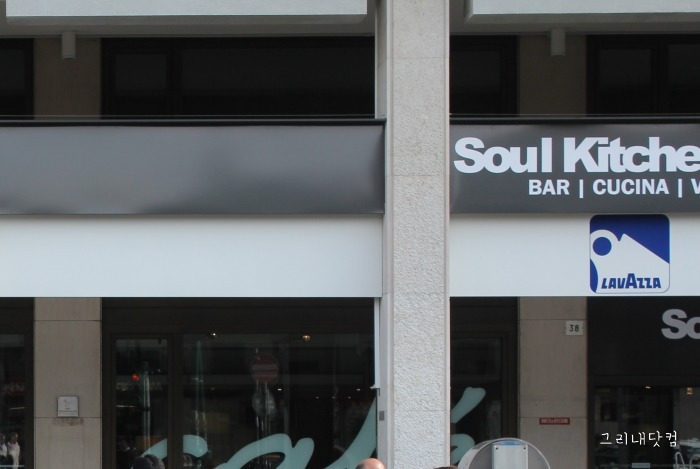 Soul Kitche
BAR | CUCINA | V
LAVAZZA
38
So
그리내닷컴